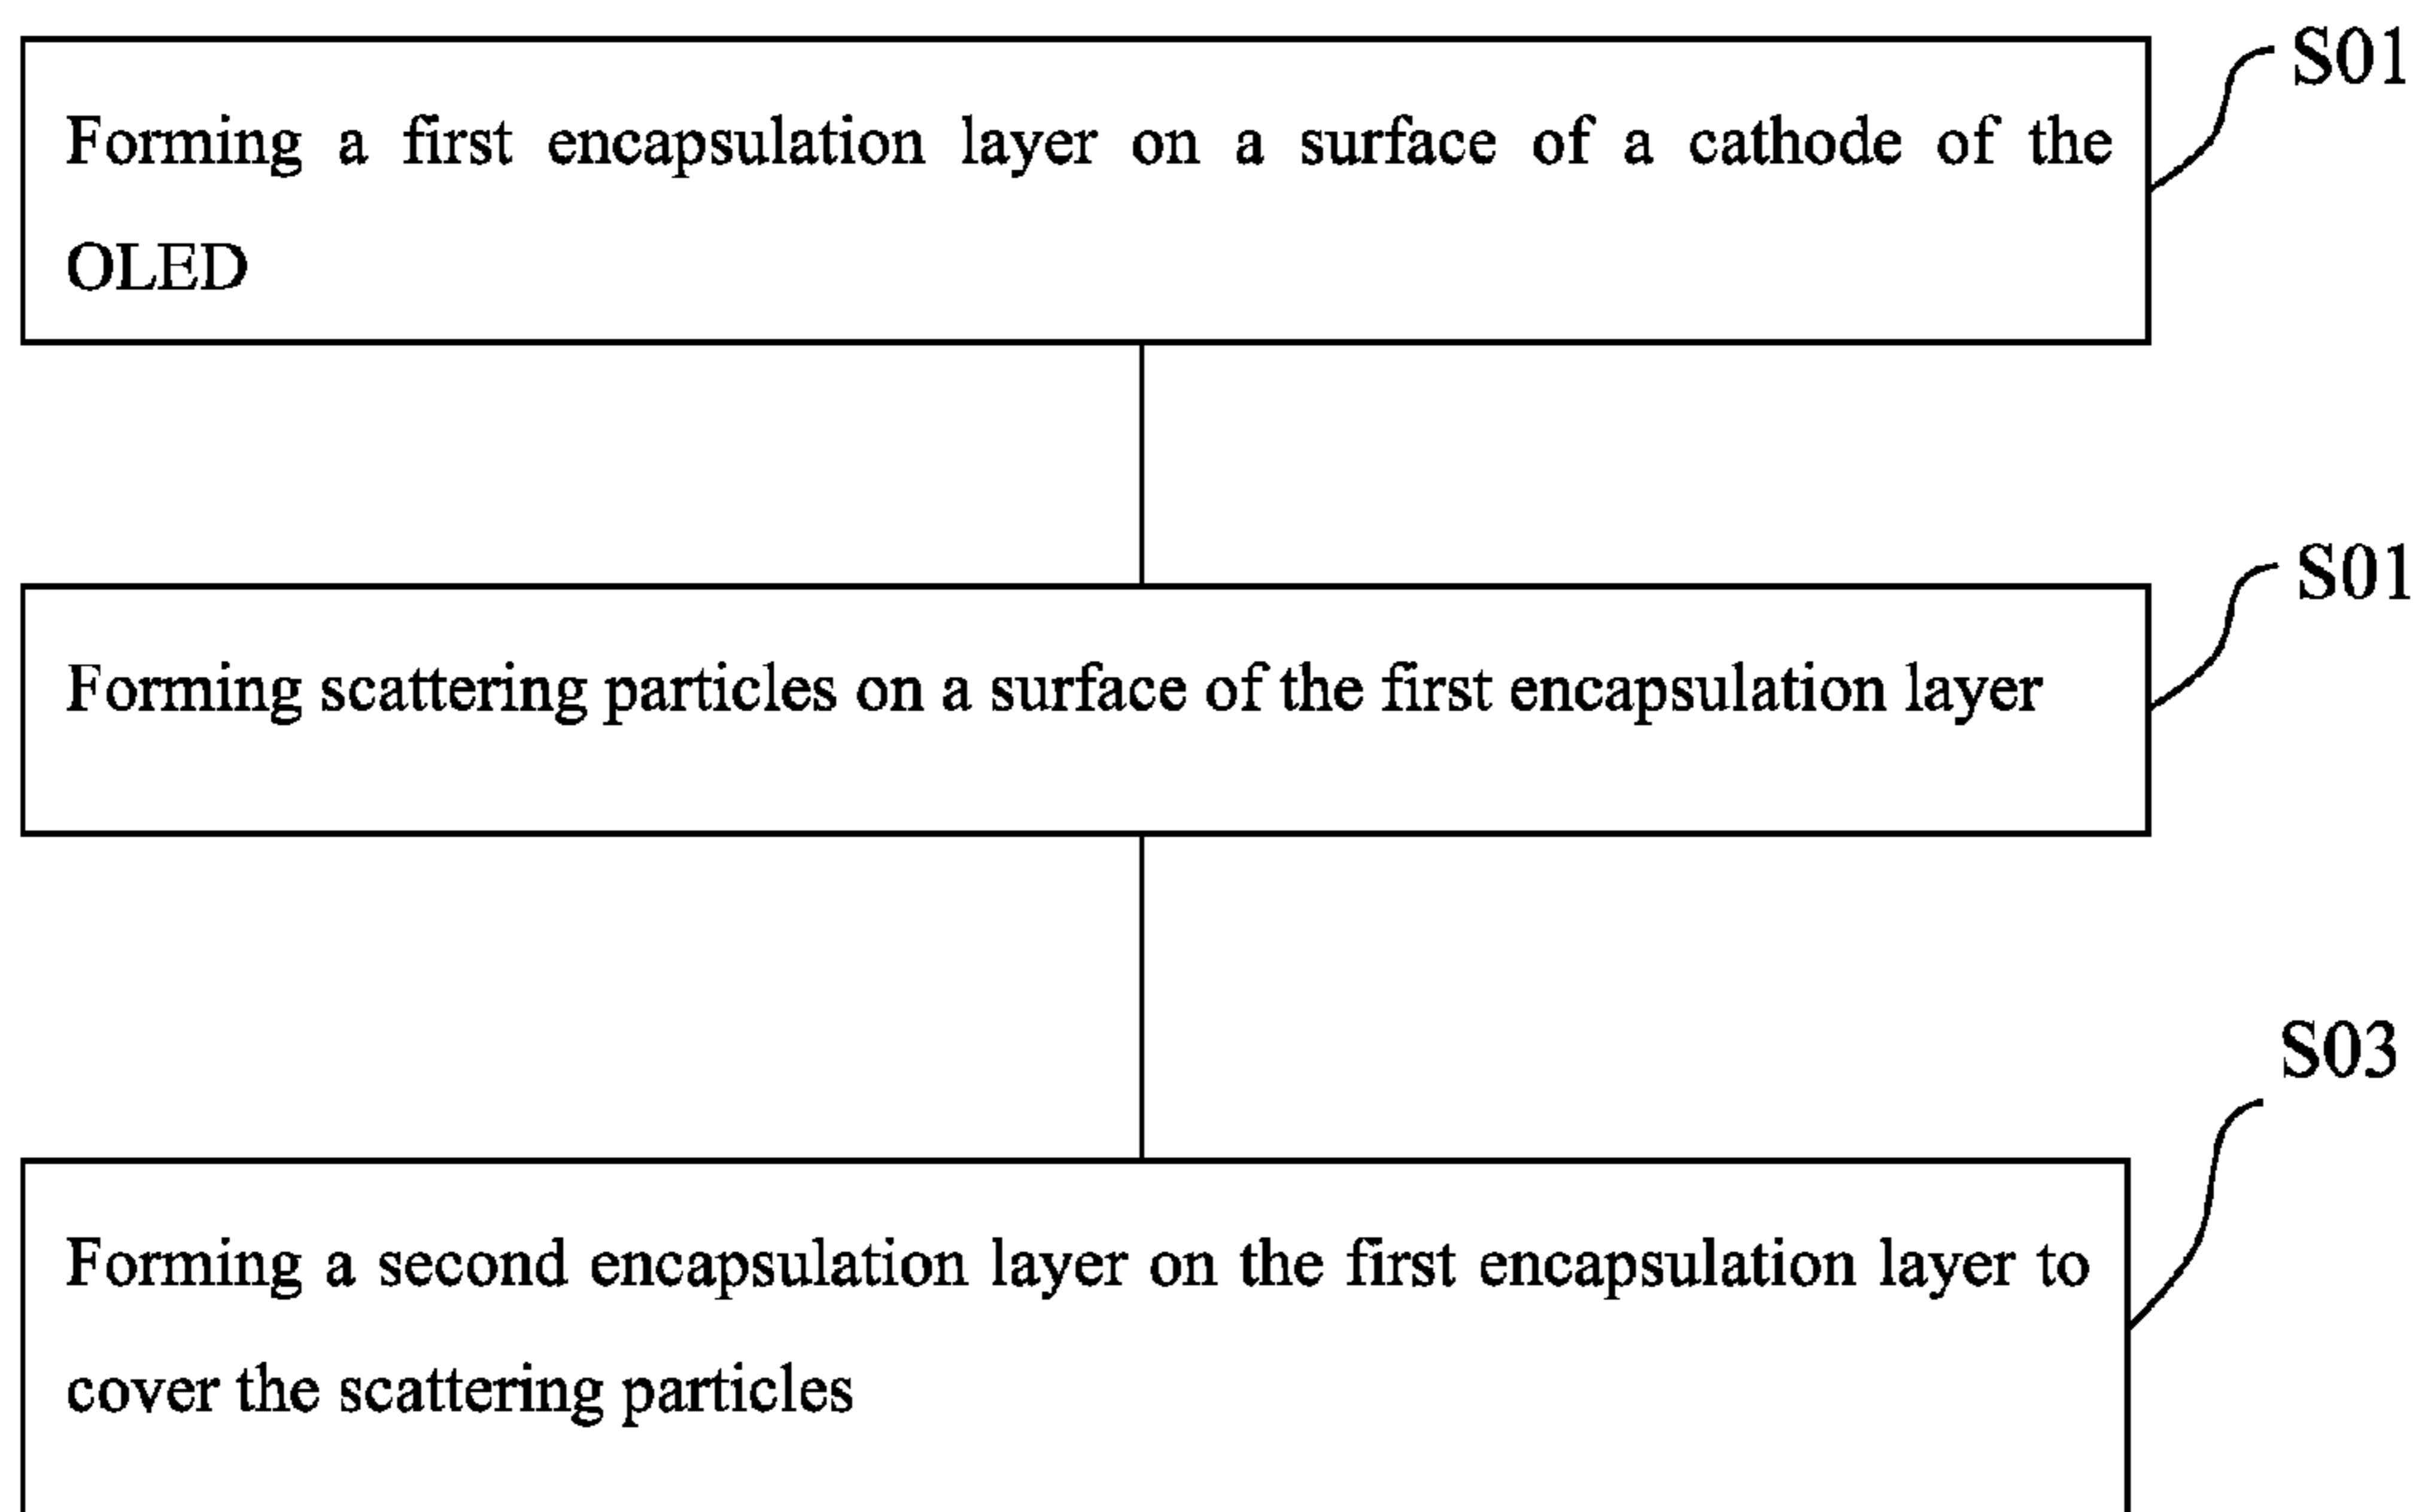 S01
Forming a first encapsulation layer on a surface of a cathode of the
OLED
S01
Forming scattering particles on a surface of the first encapsulation layer
S03
Forming a second encapsulation layer on the first encapsulation layer to
cover the scattering particles